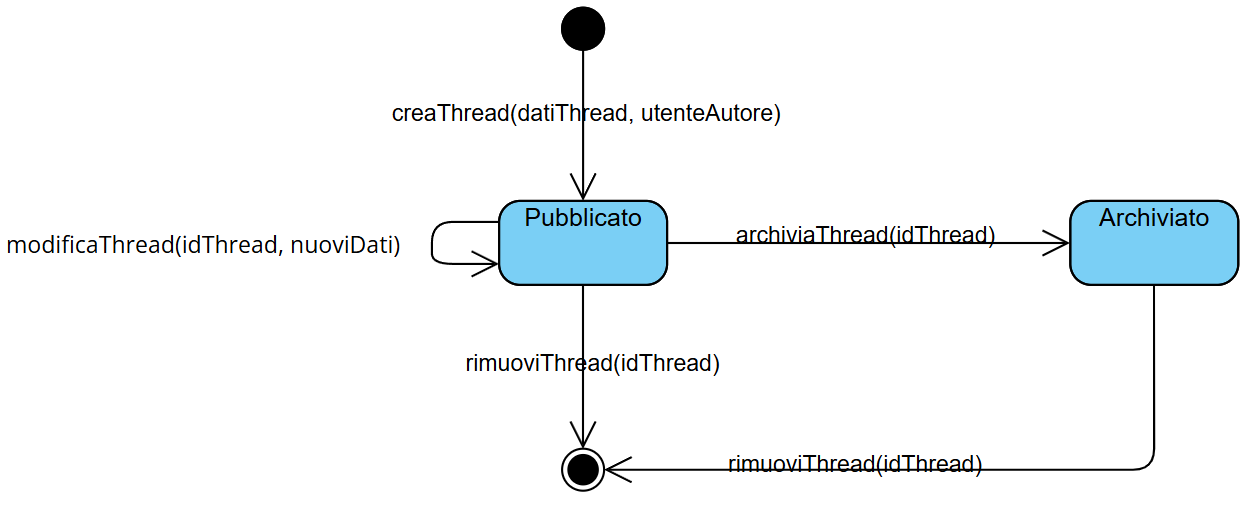 creaThread(datiThread, utenteAutore)
Pubblicato
Archiviato
modificaThread(idThread, nuoviDati)
archiviaThread(idThread)
rimuoviThread(idThread)
rimuoviThread(idThread)